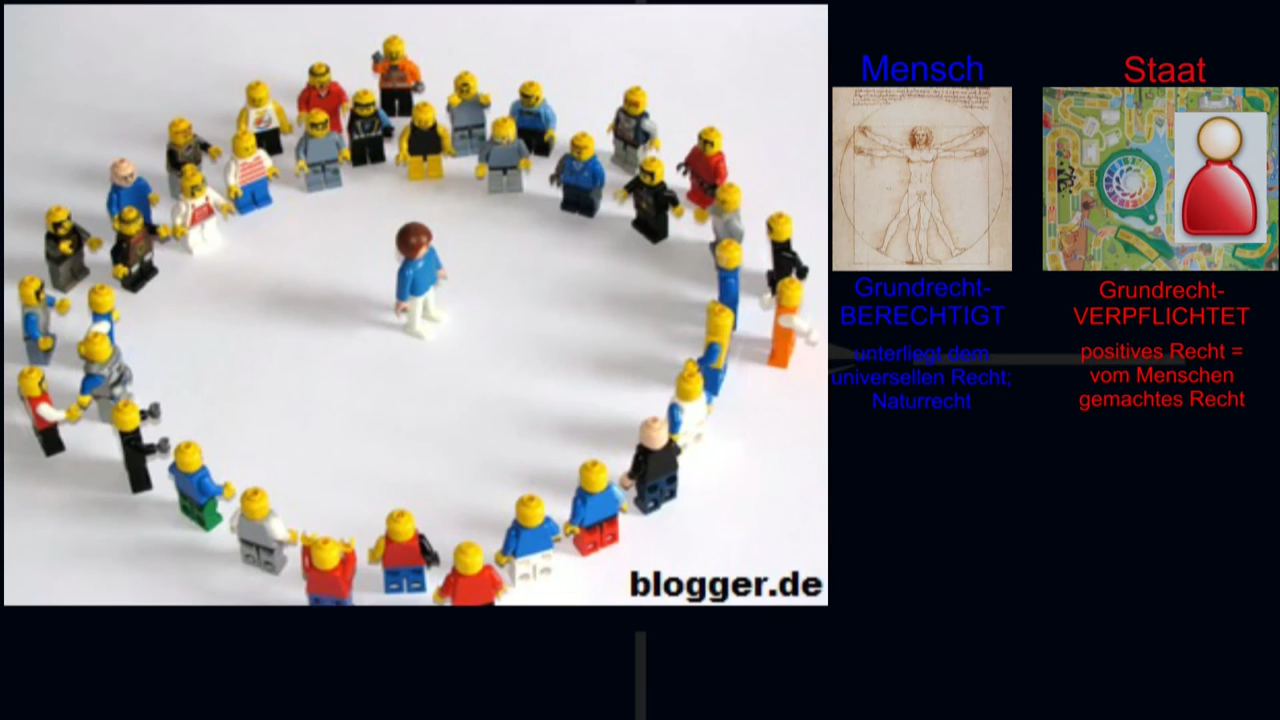 Mensch
Grundrecht-
BERECHTIGT
unterliegt dem
universellen Recht;
Naturrecht
Staat
Grundrecht-
VERPFLICHTET
positives Recht =
vom Menschen
gemachtes Recht
blogger.de